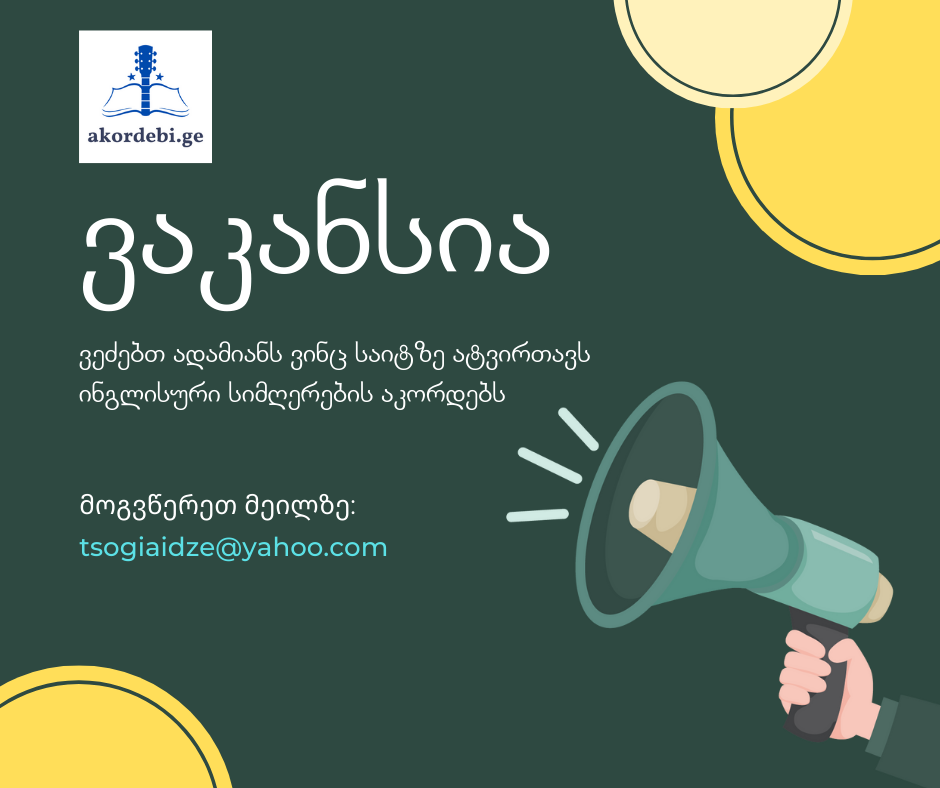 akordebi.ge
ვაკანსია
ვეძებთ ადამიანს ვინც საიტზე ატვირთავს
ინგლისური სიმღერების აკორდებს
მოგვწერეთ მეილზე:
tsogiaidze@yahoo.com